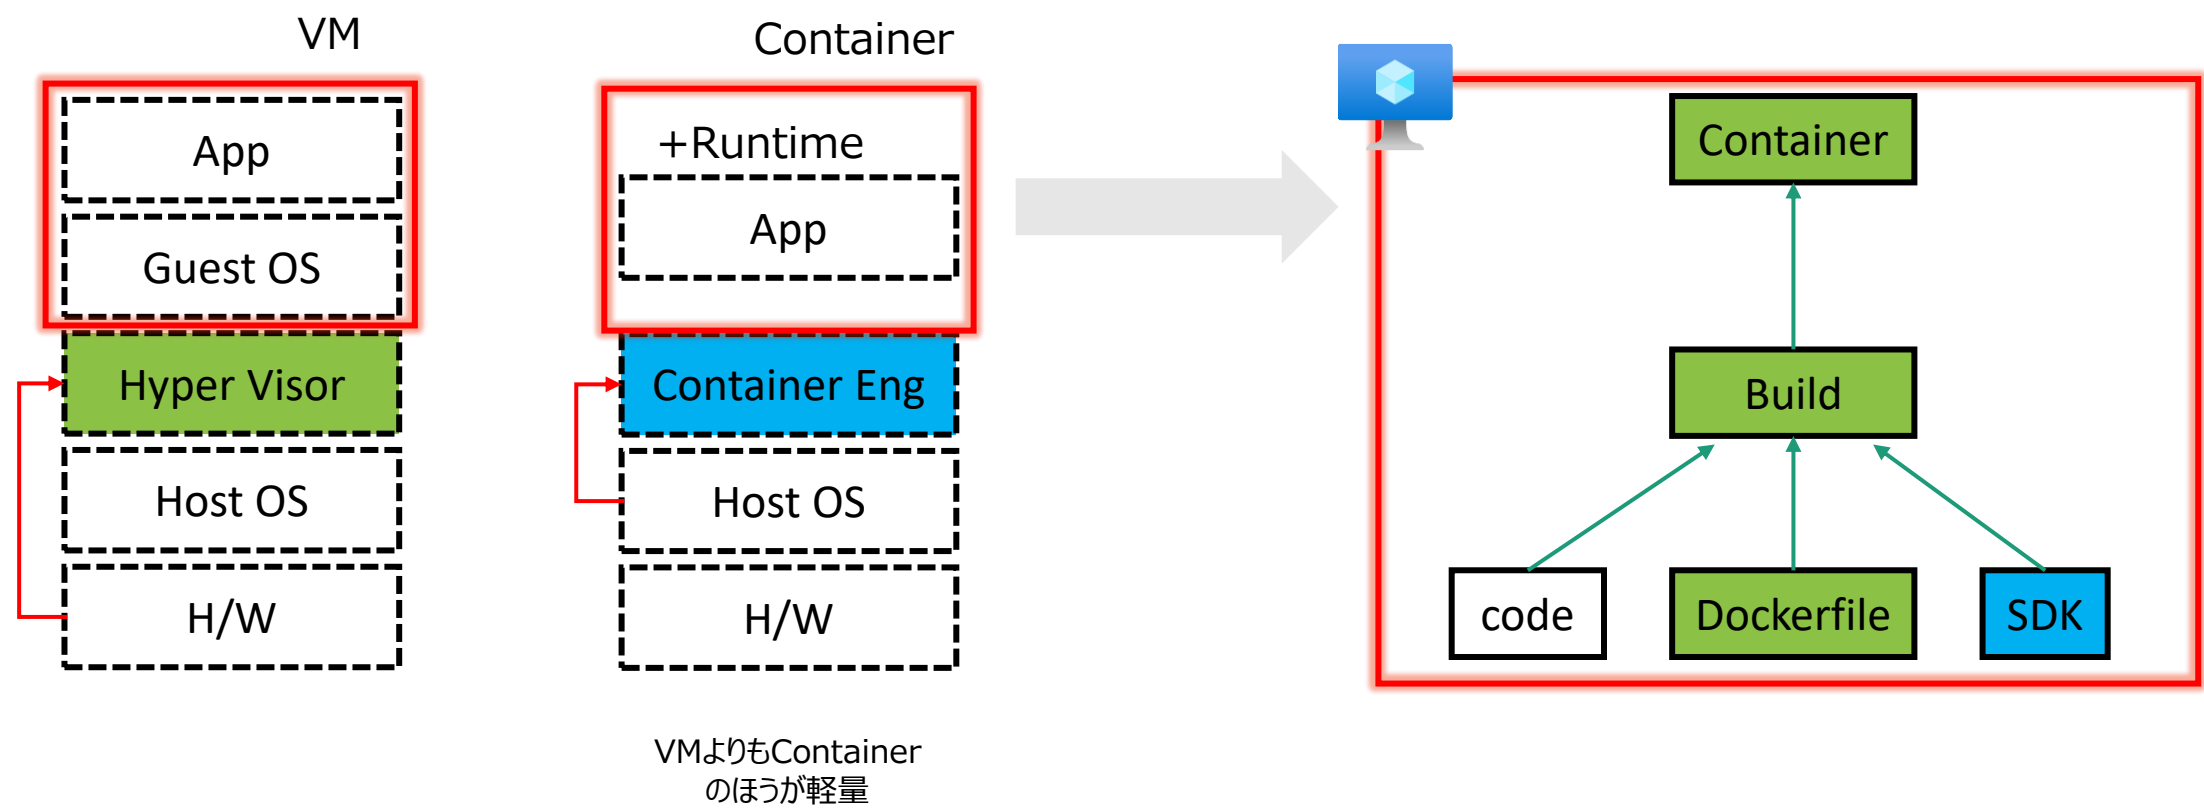 VM
App
Guest OS
Hyper Visor
Host OS
H/W
Container
+Runtime
App
Container Eng
Host OS
H/W
VMよりもContainer
のほうが軽量
Container
Build
code
Dockerfile
SDK